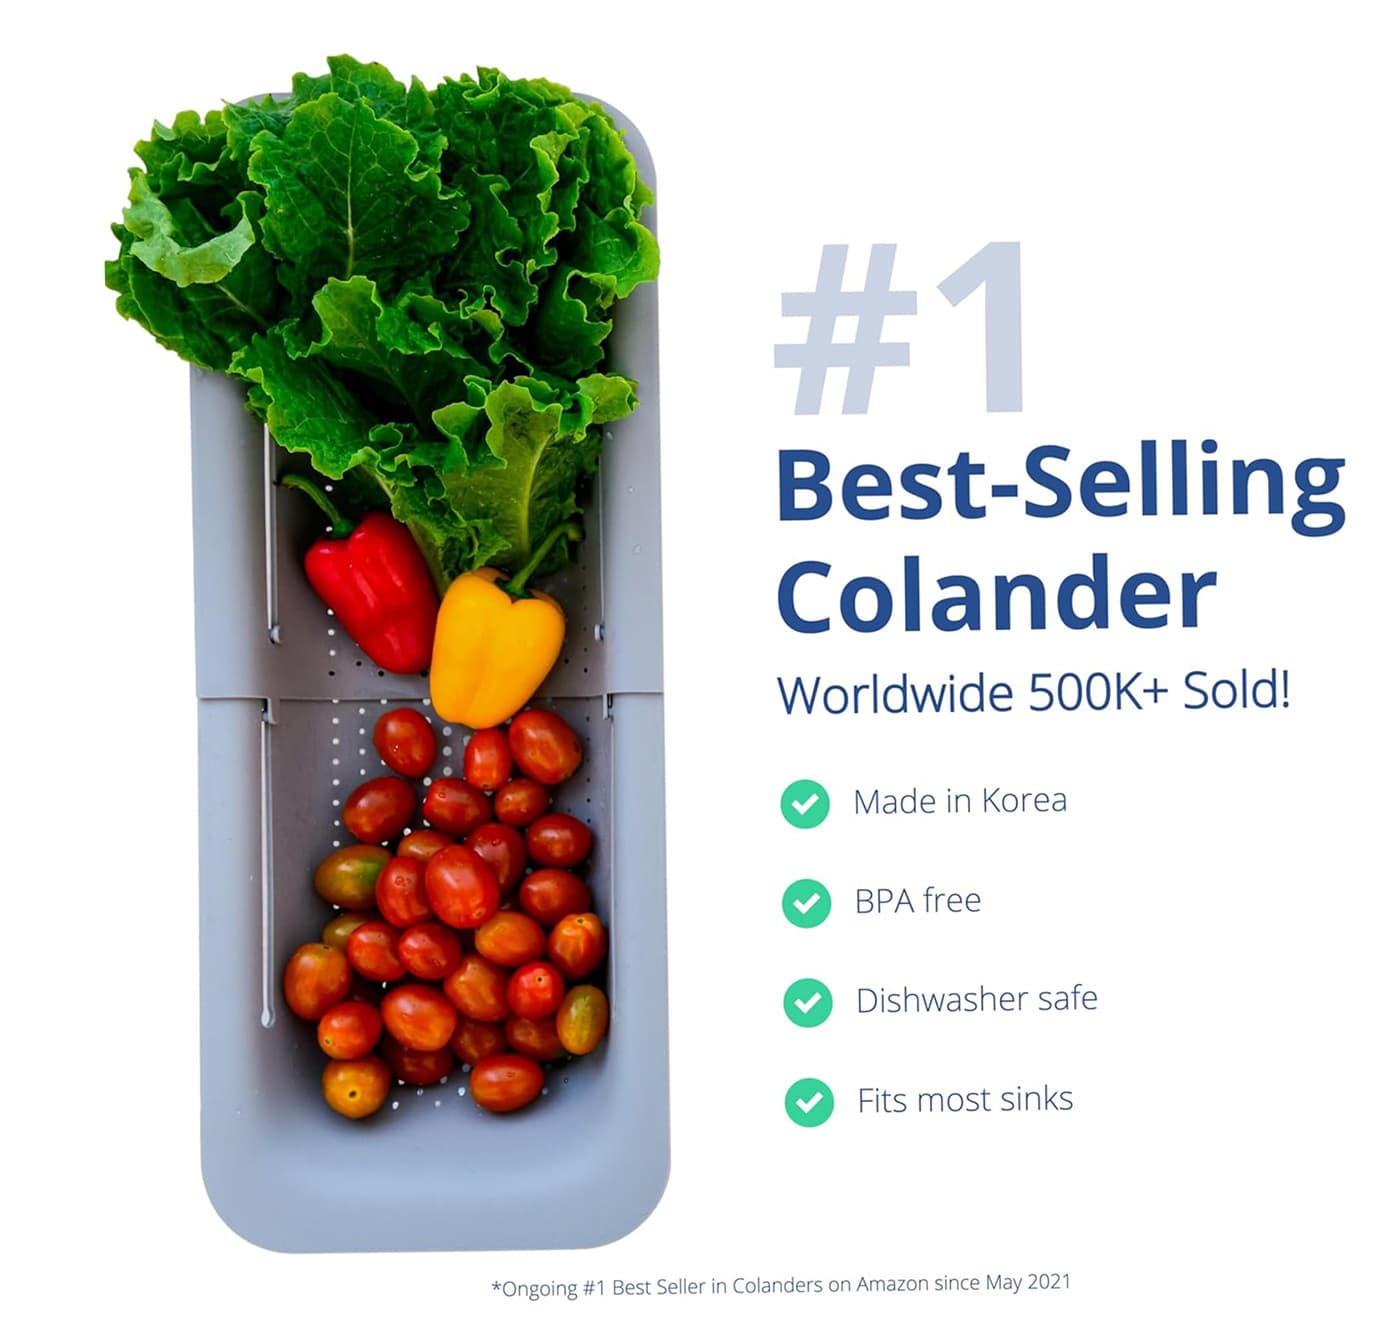 #1
Best-Selling
Colander
Worldwide 500K+ Sold!
Made in Korea
BPA free
Dishwasher safe
Fits most sinks
*Ongoing #1 Best Seller in Colanders on Amazon since May 2021